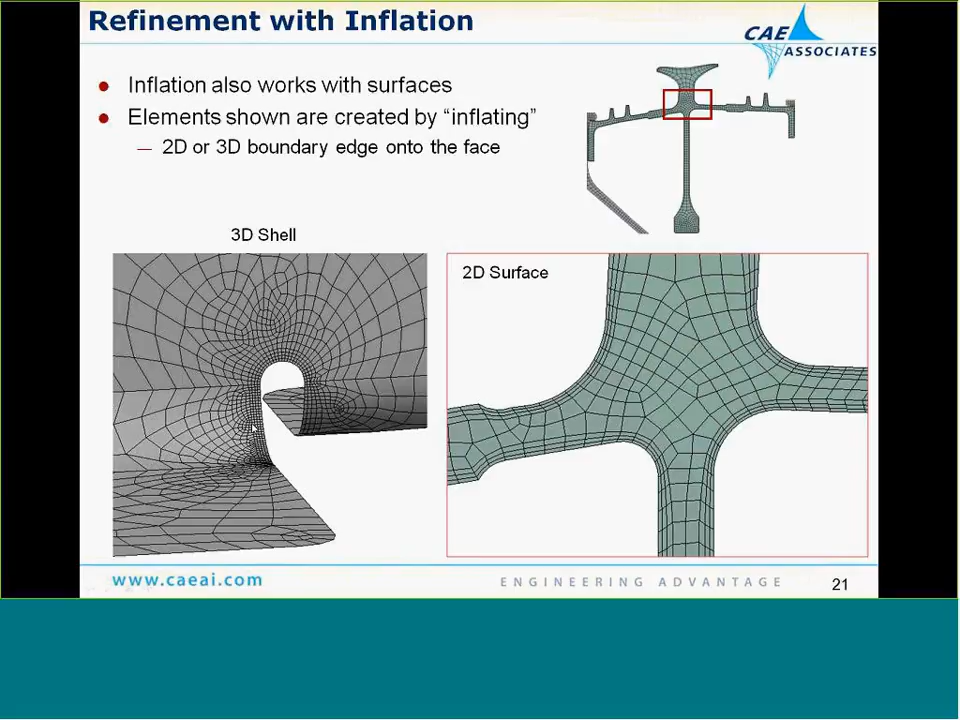 Refinement with Inflation
CAE
ASSOCIATES
● Inflation also works with surfaces
● Elements shown are created by “inflating”
— 2D or 3D boundary edge onto the face
3D Shell
2D Surface
www.caeai.com
ENGINEERING ADVANTAGE
21